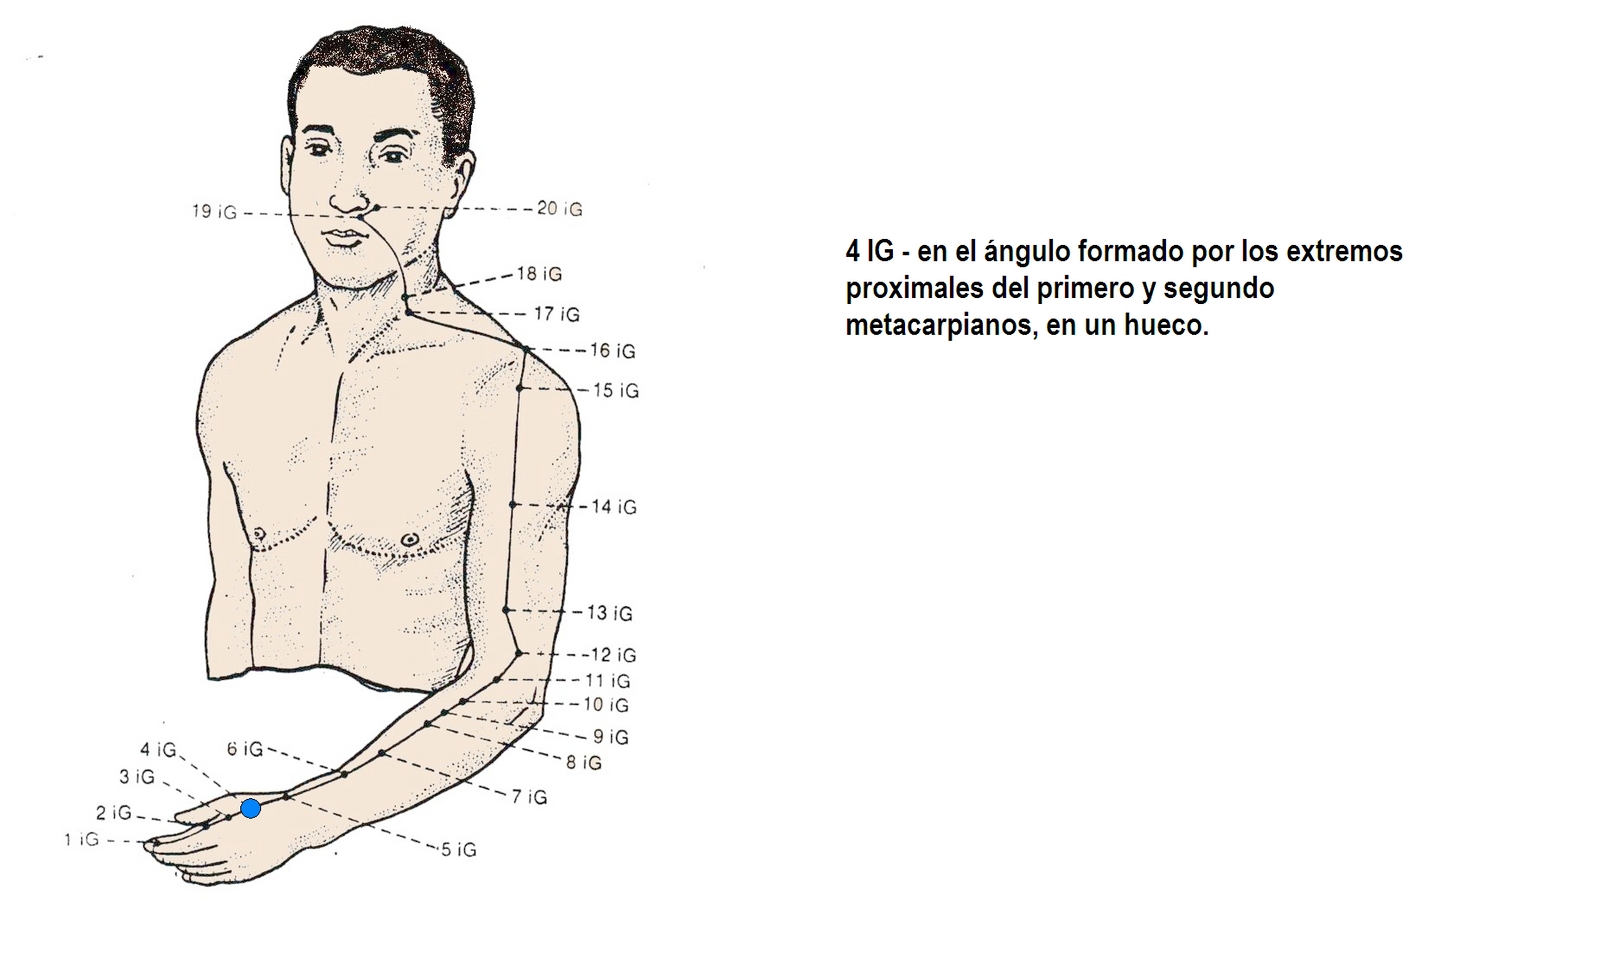 19 iG
20 iG
18 iG
17 iG
16 iG
15 iG
14 iG
13 iG
12 iG
11 iG
10 iG
9 iG
8 iG
7 iG
6 iG
5 iG
4 iG
3 iG
2 iG
1 iG
4 IG - en el ángulo formado por los extremos
proximales del primero y segundo
metacarpianos, en un hueco.